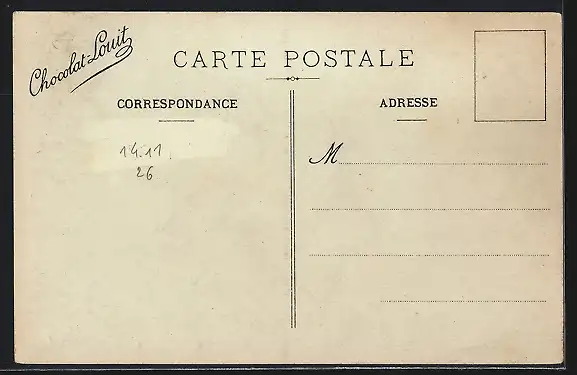 Chocolat-Louit
CARTE POSTALE
CORRESPONDANCE
ADRESSE
14.11
26
M